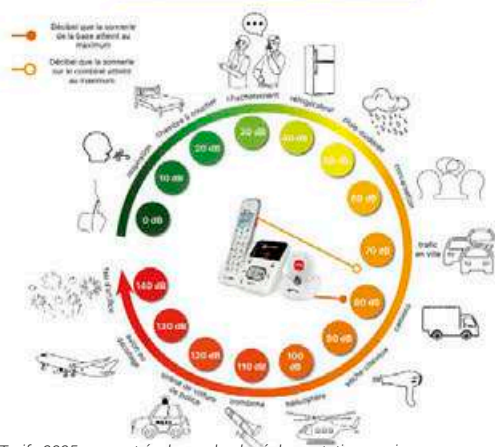 Décibel que la sonnerie
de la base atteint au
maximum
Décibel que la sonnerie
sur le combiné atteint
au maximum
0 dB
10 dB
20 dB
30 dB
40 dB
50 dB
60 dB
70 dB
80 dB
90 dB
100
dB
110 dB
120 dB
130 dB
140 dB
respiration
chambre à coucher
chuchotement
réfrigérateur
pluie modérée
conversation
trafic
en ville
camions
sèche-cheveux
hélicoptère
trombone
sirène de voiture
de police
avion au
décollage
feu d'artifice